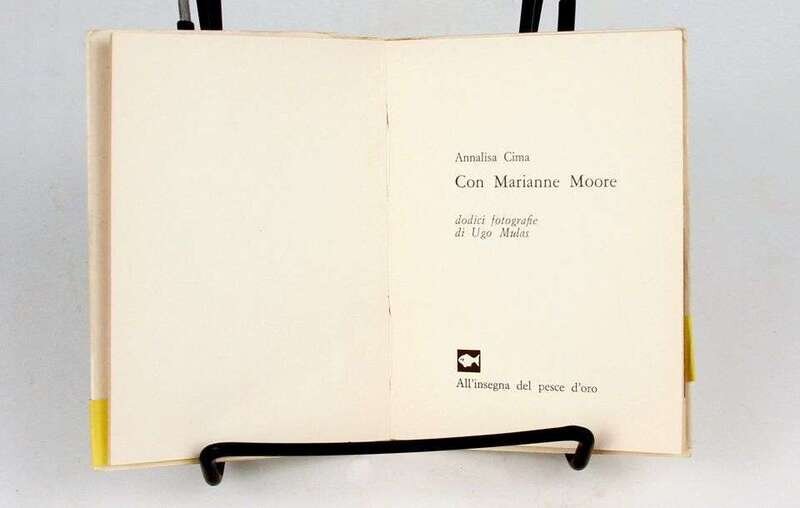 Annalisa Cima
Con Marianne Moore
dodici fotografie
di Ugo Mulas
All'insegna del pesce d'oro